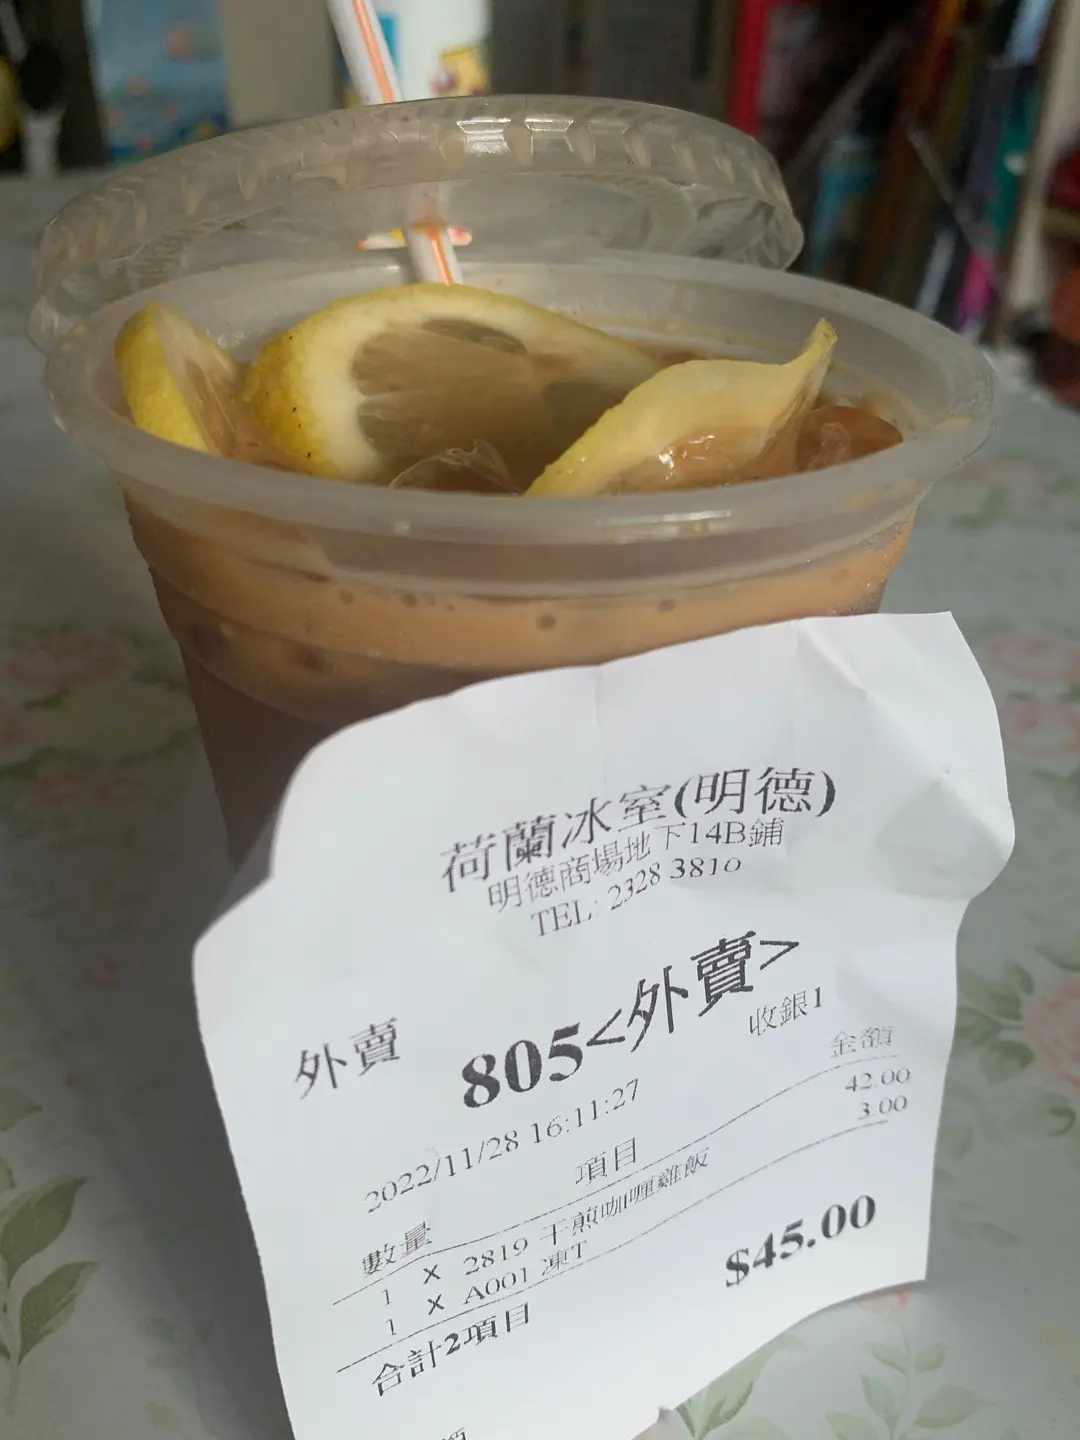 荷蘭冰室(明德)
明德商場地下14B鋪
TEL: 2328 3810
外賣 805<外賣>
收銀1
2022/11/28 16:11:27
數量 項目 金額
1 x 2819 干煎咖喱雞飯 42.00
1 x A001 凍T 3.00
合計2項目 $45.00